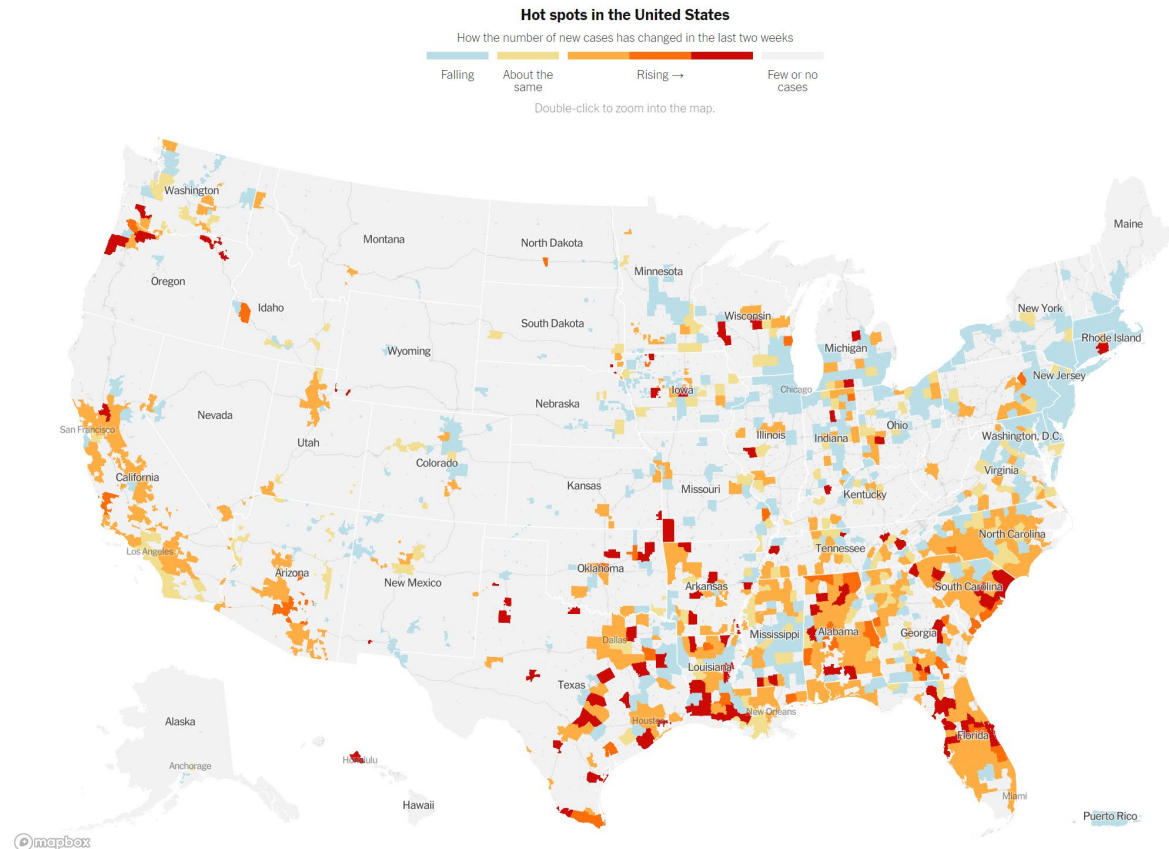 Hot spots in the United States
How the number of new cases has changed in the last two weeks
Falling
About the
same
Rising →
Few or no
cases
Double-click to zoom into the map.
Washington
Maine
Montana
North Dakota
Minnesota
Oregon
Idaho
New York
Wisconsin
South Dakota
Rhode Island
Michigan
Wyoming
New Jersey
Chicago
Iowa
Nebraska
Nevada
San Francisco
Ohio
Illinois
Indiana
Washington, D.C.
Utah
Colorado
Virginia
California
Kansas
Missouri
Kentucky
North Carolina
Los Angeles
Tennessee
Oklahoma
Arizona
New Mexico
Arkansas
South Carolina
Mississippi
Alabama
Georgia
Dallas
Louisiana
Texas
New Orleans
Houston
Alaska
Florida
Honolulu
Anchorage
Miami
Hawaii
Puerto Rico
mapbox